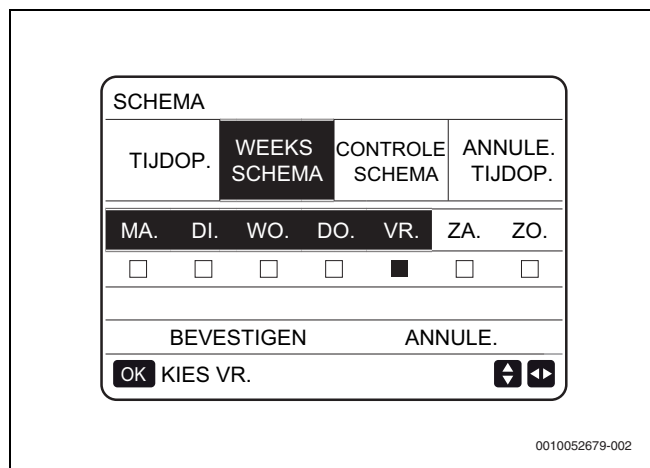 SCHEMA
TIJDOP. WEEKS SCHEMA CONTROLE SCHEMA ANNULE. TIJDOP.
MA. DI. WO. DO. VR. ZA. ZO.
BEVESTIGEN ANNULE.
OK KIES VR.
0010052679-002